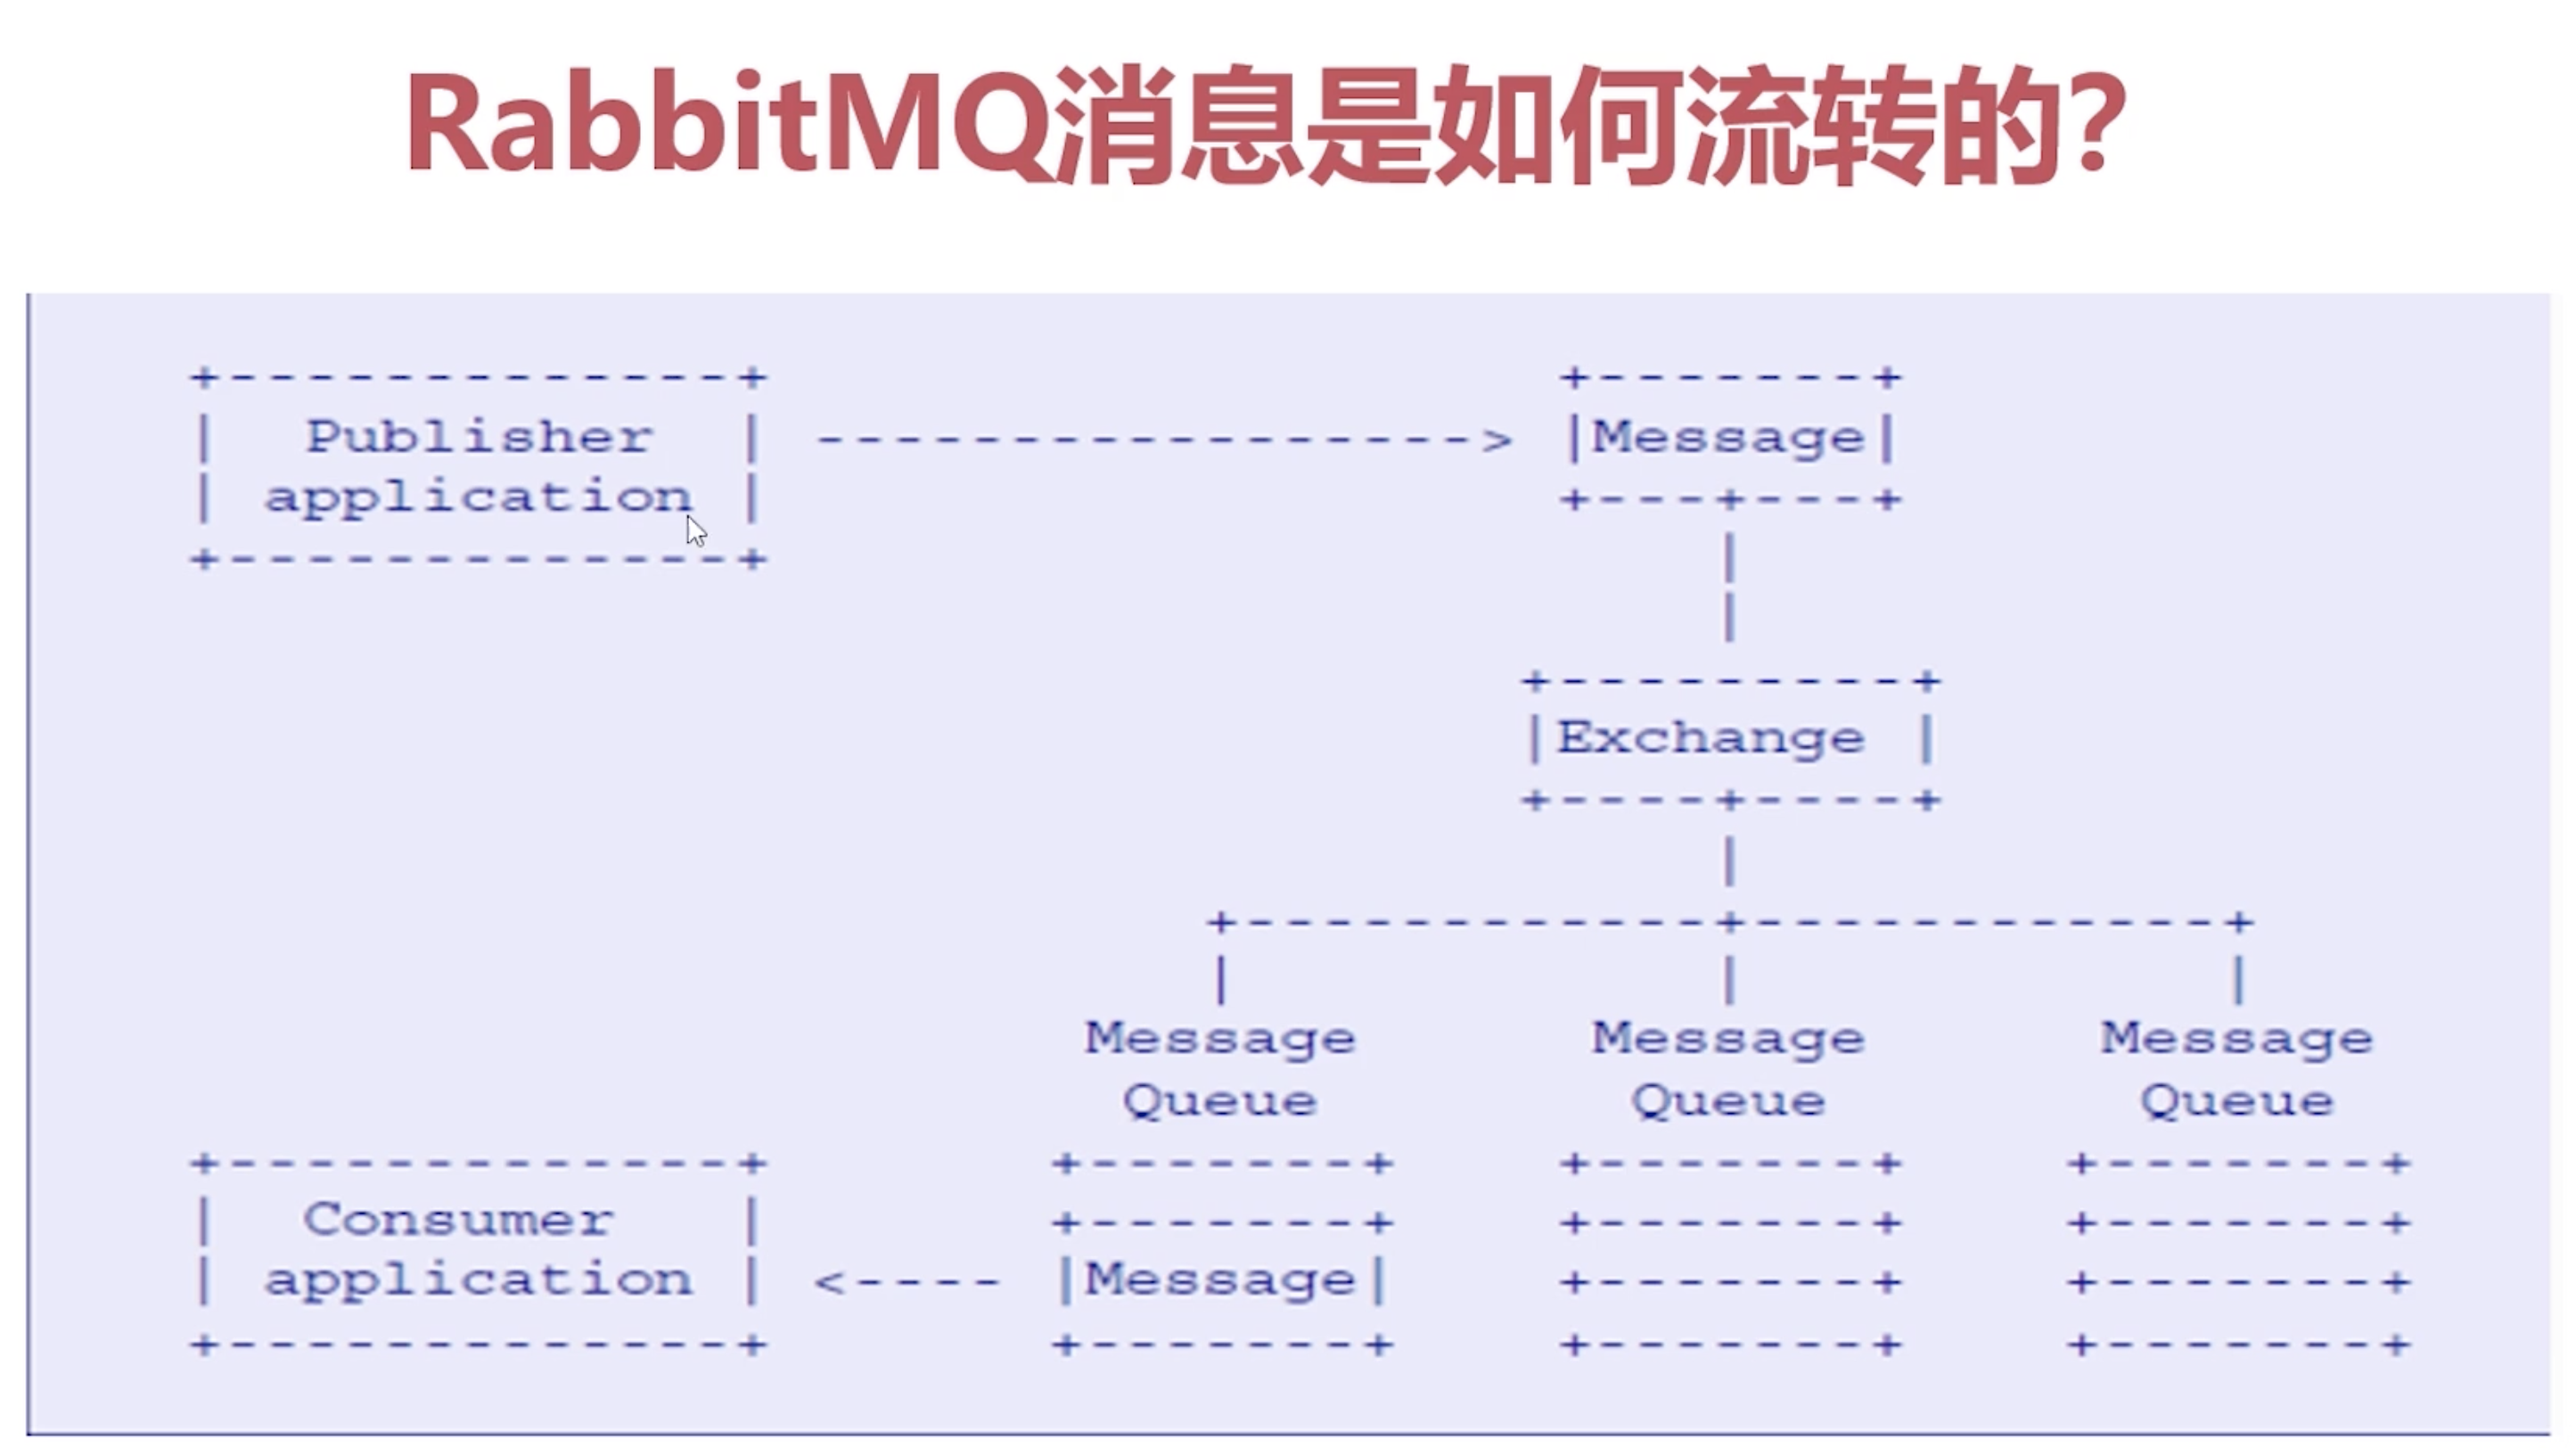 RabbitMQ消息是如何流转的?
Publisher
application
Message
Exchange
Message Message Message
Queue Queue Queue
Consumer
application
Message